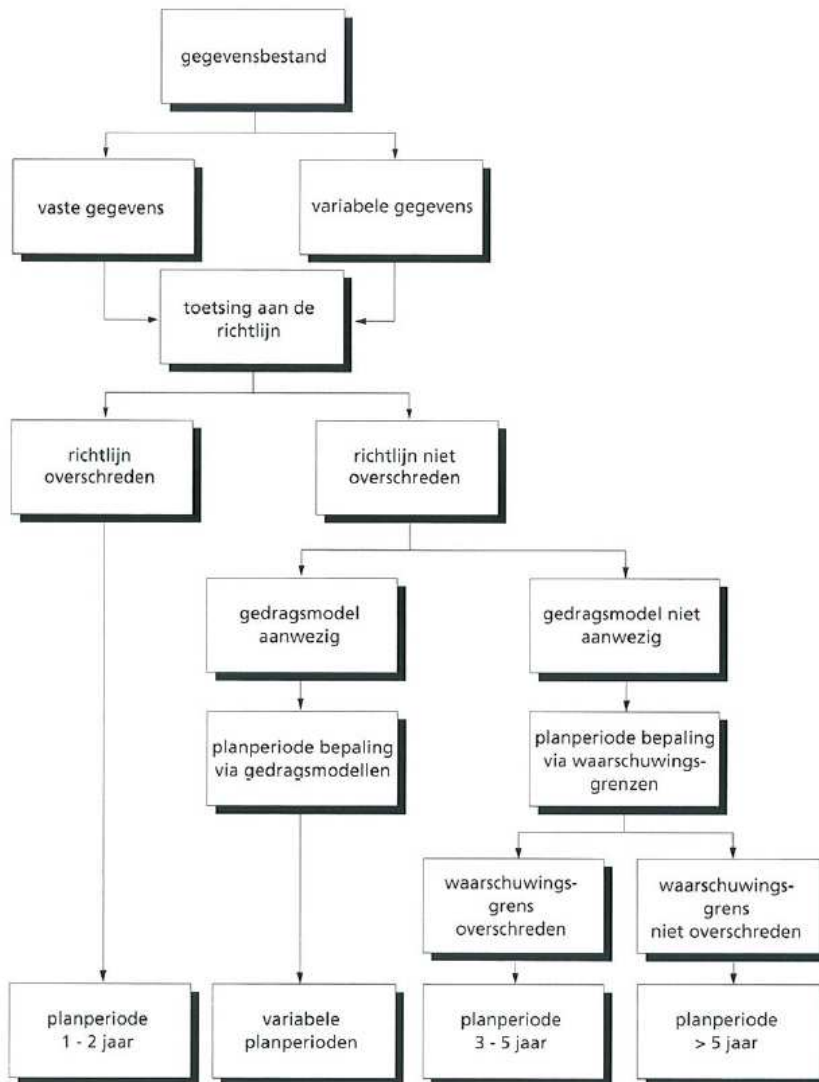 gegevensbestand
vaste gegevens
variabele gegevens
toetsing aan de
richtlijn
richtlijn
overschreden
richtlijn niet
overschreden
gedragsmodel
aanwezig
gedragsmodel niet
aanwezig
planperiode bepaling
via gedragsmodellen
planperiode bepaling
via waarschuwings-
grenzen
waarschuwings-
grens
overschreden
waarschuwings-
grens
niet overschreden
planperiode
1 - 2 jaar
variabele
planperioden
planperiode
3 - 5 jaar
planperiode
> 5 jaar